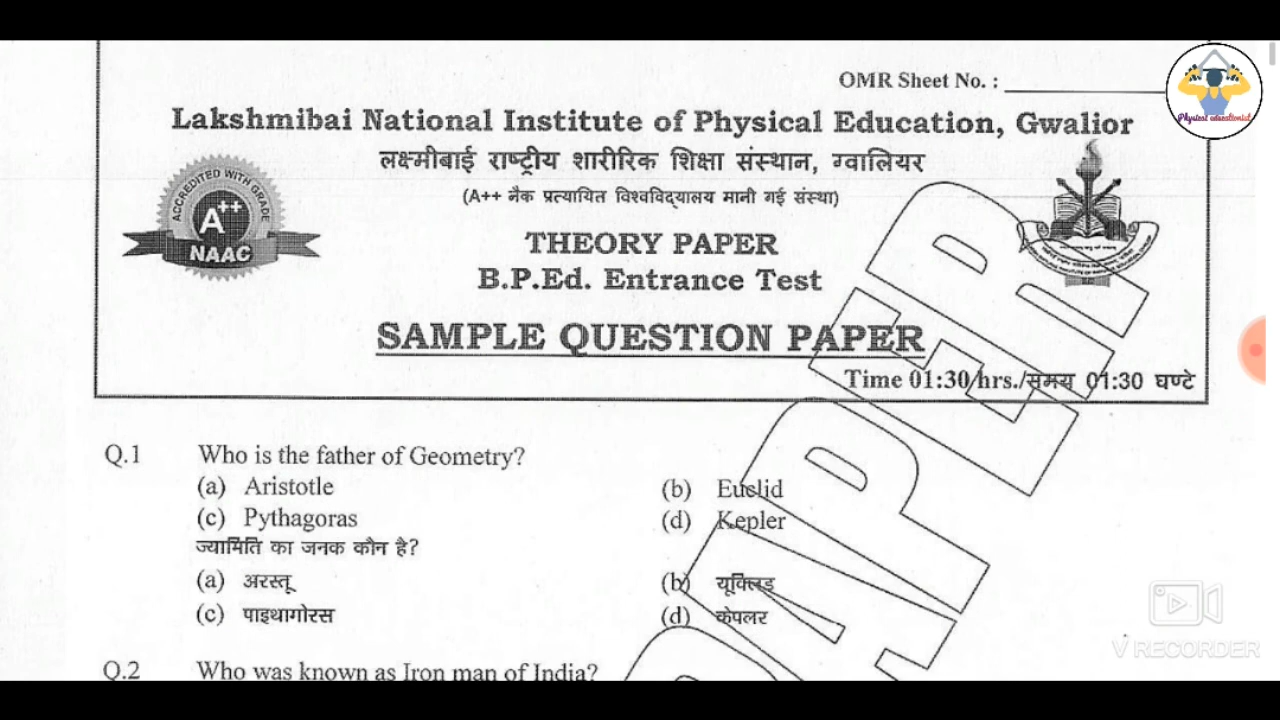 OMR Sheet No. :
Physical educationist
Lakshmibai National Institute of Physical Education, Gwalior
लक्ष्मीबाई राष्ट्रीय शारीरिक शिक्षा संस्थान, ग्वालियर
(A++ नैक प्रत्यायित विश्वविद्यालय मानी गई संस्था)
ACCREDITED WITH GRADE
A++
NAAC
THEORY PAPER
B.P.Ed. Entrance Test
SAMPLE QUESTION PAPER
Time 01:30 hrs./समय 01:30 घण्टे
Q.1 Who is the father of Geometry?
(a) Aristotle (b) Euclid
(c) Pythagoras (d) Kepler
ज्यामिति का जनक कौन है?
(a) अरस्तू (b) यूक्लिड
(c) पाइथागोरस (d) केपलर
Q.2 Who was known as Iron man of India?
V RECORDER